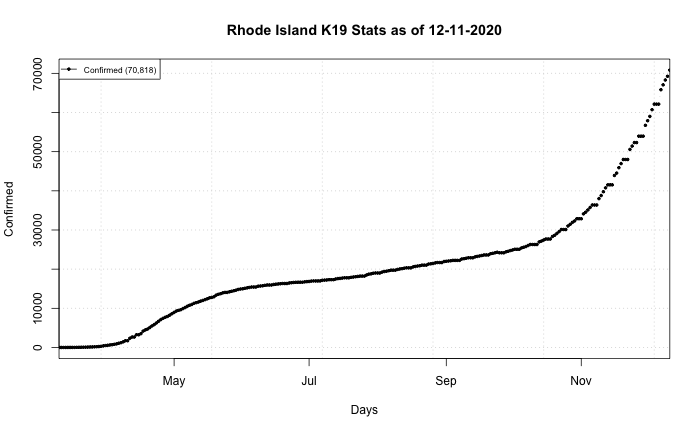 Rhode Island K19 Stats as of 12-11-2020
Confirmed (70,818)
70000
50000
30000
10000
0
Confirmed
May Jul Sep Nov
Days